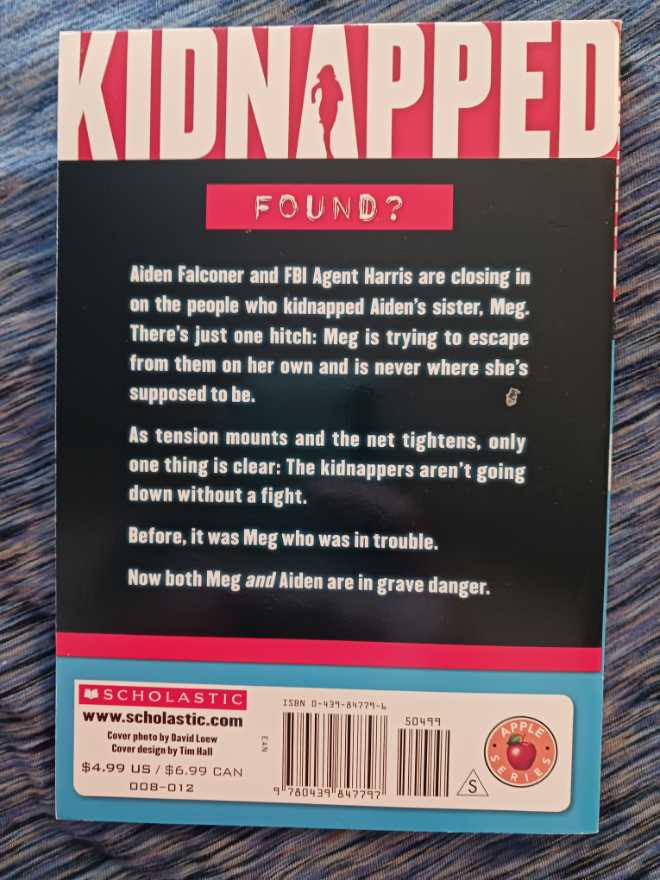 KIDNAPPED
FOUND?
Aiden Falconer and FBI Agent Harris are closing in
on the people who kidnapped Aiden's sister, Meg.
There's just one hitch: Meg is trying to escape
from them on her own and is never where she's
supposed to be.
As tension mounts and the net tightens, only
one thing is clear: The kidnappers aren't going
down without a fight.
Before, it was Meg who was in trouble.
Now both Meg and Aiden are in grave danger.
SCHOLASTIC
www.scholastic.com
Cover photo by David Loew
Cover design by Tim Hall
$4.99 US / $6.99 CAN
008-012
EAN
ISBN 0-439-84779-6
50499
9 780439 847797
S
APPLE
SERIES